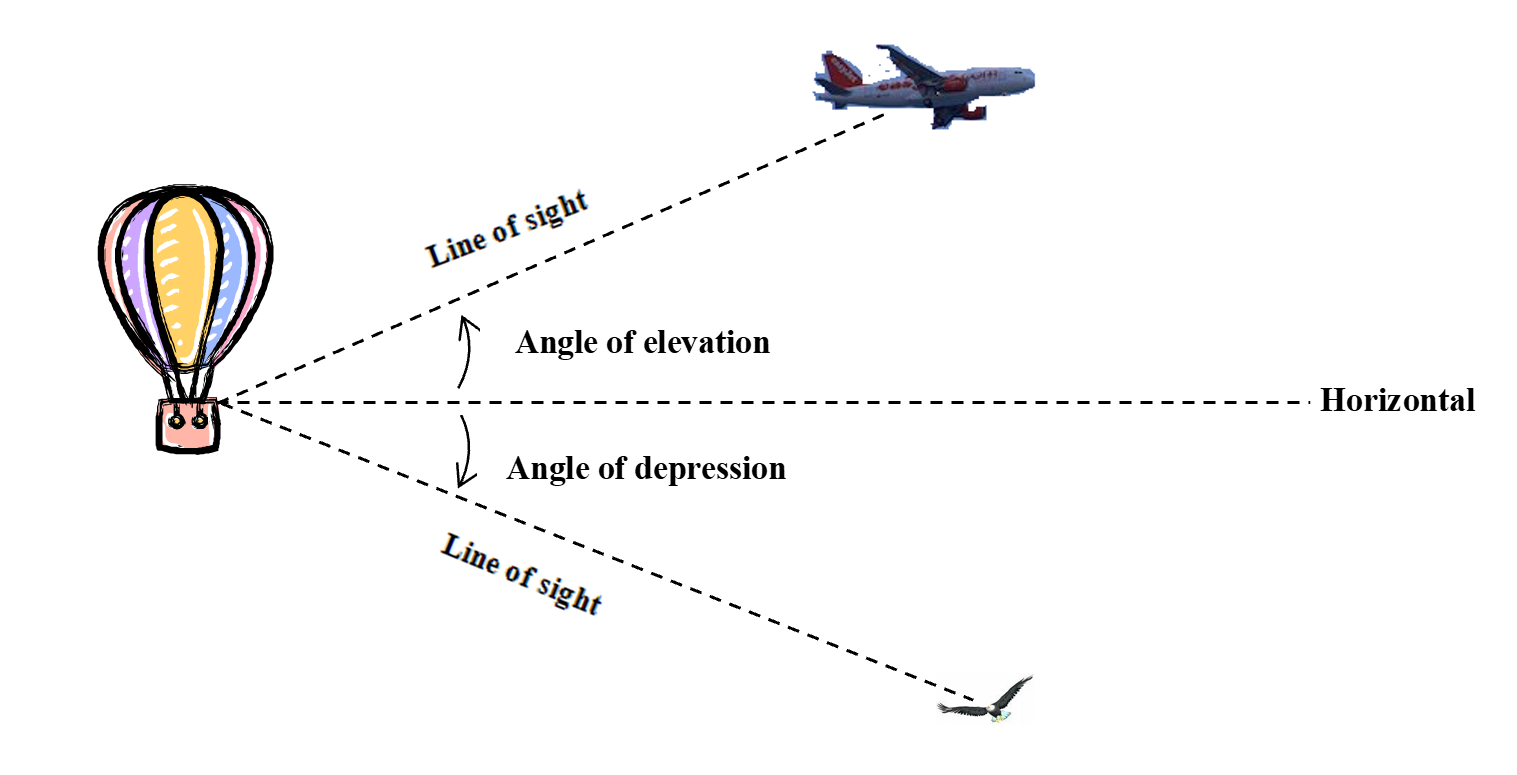 Line of sight
Angle of elevation
Horizontal
Angle of depression
Line of sight